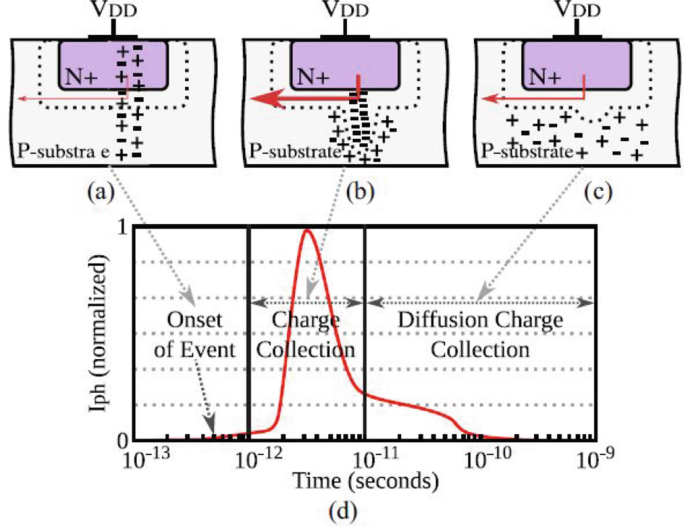 VDD
VDD
VDD
N+
N+
N+
P-substra e
P-substrate
P-substrate
(a)
(b)
(c)
1
Onset
of Event
Charge
Collection
Diffusion Charge
Collection
Iph (normalized)
0
10-13
10-12
10-11
10-10
10-9
Time (seconds)
(d)